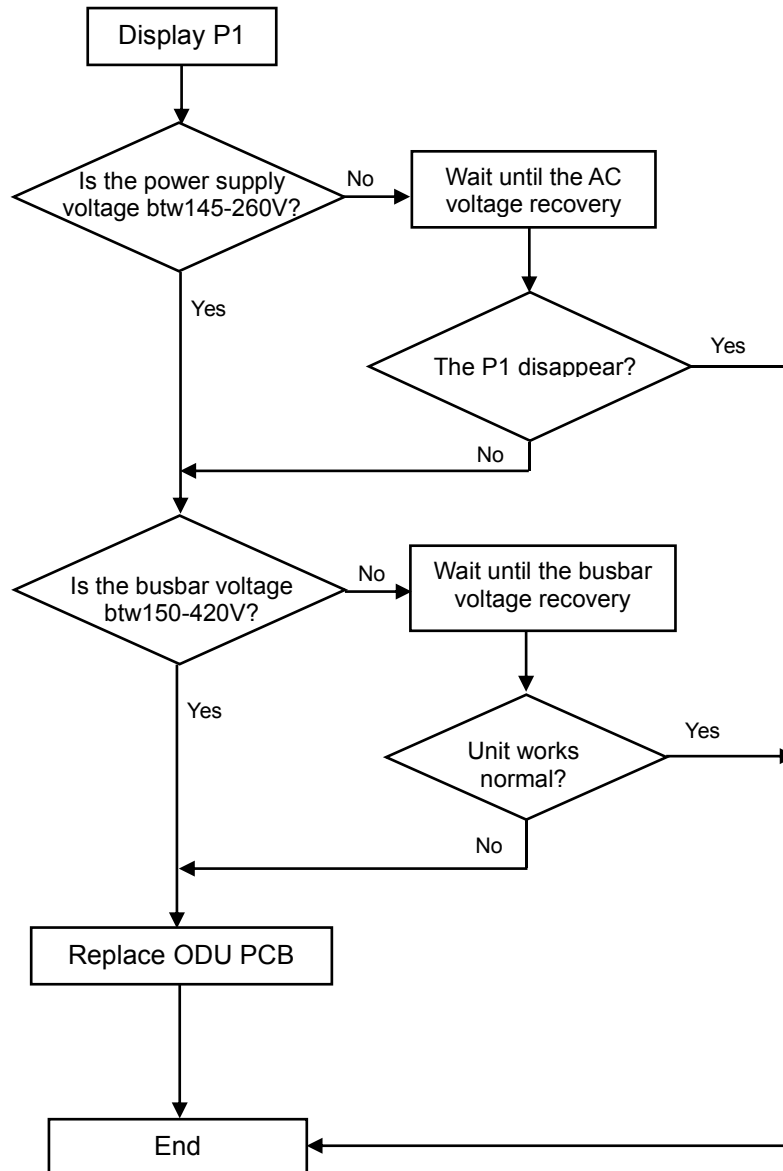 Display P1
Is the power supply
voltage btw145-260V?
No
Wait until the AC
voltage recovery
Yes
The P1 disappear?
Yes
No
Is the busbar voltage
btw150-420V?
No
Wait until the busbar
voltage recovery
Yes
Unit works
normal?
Yes
No
Replace ODU PCB
End